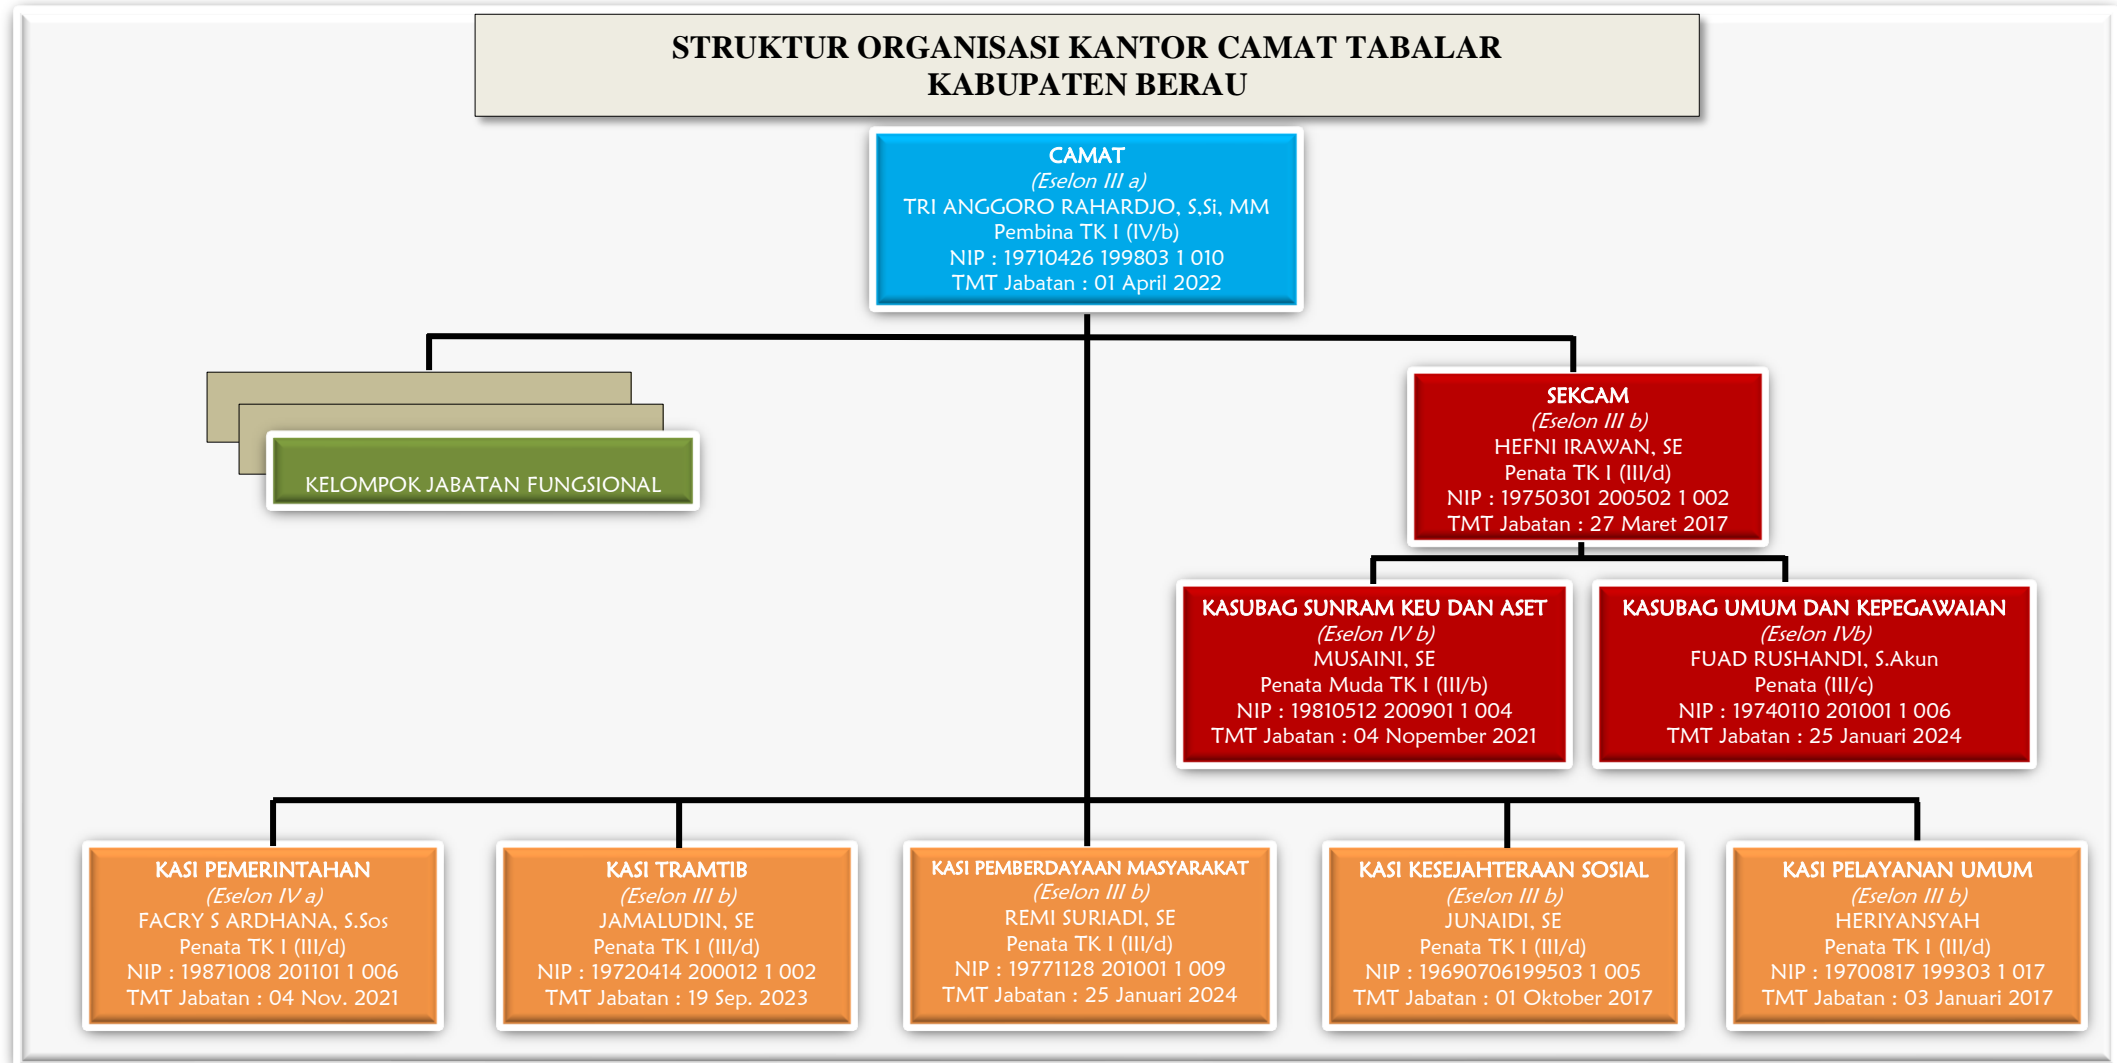 STRUKTUR ORGANISASI KANTOR CAMAT TABALAR
KABUPATEN BERAU
CAMAT
(Eselon III a)
TRI ANGGORO RAHARDJO, S,Si, MM
Pembina TK I (IV/b)
NIP : 19710426 199803 1 010
TMT Jabatan : 01 April 2022
KELOMPOK JABATAN FUNGSIONAL
SEKCAM
(Eselon III b)
HEFNI IRAWAN, SE
Penata TK I (III/d)
NIP : 19750301 200502 1 002
TMT Jabatan : 27 Maret 2017
KASUBAG SUNRAM KEU DAN ASET
(Eselon IV b)
MUSAINI, SE
Penata Muda TK I (III/b)
NIP : 19810512 200901 1 004
TMT Jabatan : 04 Nopember 2021
KASUBAG UMUM DAN KEPEGAWAIAN
(Eselon IVb)
FUAD RUSHANDI, S.Akun
Penata (III/c)
NIP : 19740110 201001 1 006
TMT Jabatan : 25 Januari 2024
KASI PEMERINTAHAN
(Eselon IV a)
FACRY S ARDHANA, S.Sos
Penata TK I (III/d)
NIP : 19871008 201101 1 006
TMT Jabatan : 04 Nov. 2021
KASI TRAMTIB
(Eselon III b)
JAMALUDIN, SE
Penata TK I (III/d)
NIP : 19720414 200012 1 002
TMT Jabatan : 19 Sep. 2023
KASI PEMBERDAYAAN MASYARAKAT
(Eselon III b)
REMI SURIADI, SE
Penata TK I (III/d)
NIP : 19771128 201001 1 009
TMT Jabatan : 25 Januari 2024
KASI KESEJAHTERAAN SOSIAL
(Eselon III b)
JUNAIDI, SE
Penata TK I (III/d)
NIP : 19690706199503 1 005
TMT Jabatan : 01 Oktober 2017
KASI PELAYANAN UMUM
(Eselon III b)
HERIYANSYAH
Penata TK I (III/d)
NIP : 19700817 199303 1 017
TMT Jabatan : 03 Januari 2017